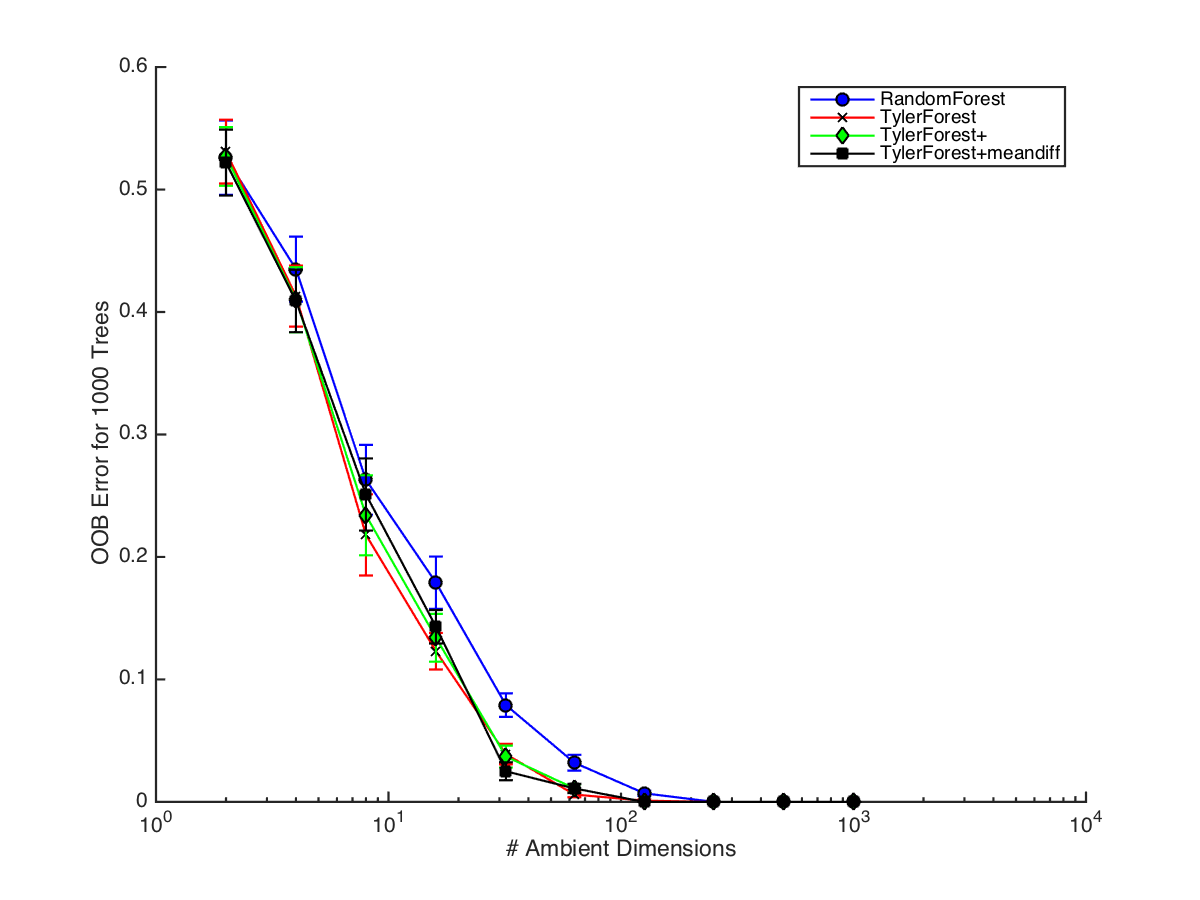 0.6
0.5
0.4
0.3
0.2
0.1
0
OOB Error for 1000 Trees
RandomForest
TylerForest
TylerForest+
TylerForest+meandiff
10^0 10^1 10^2 10^3 10^4
# Ambient Dimensions